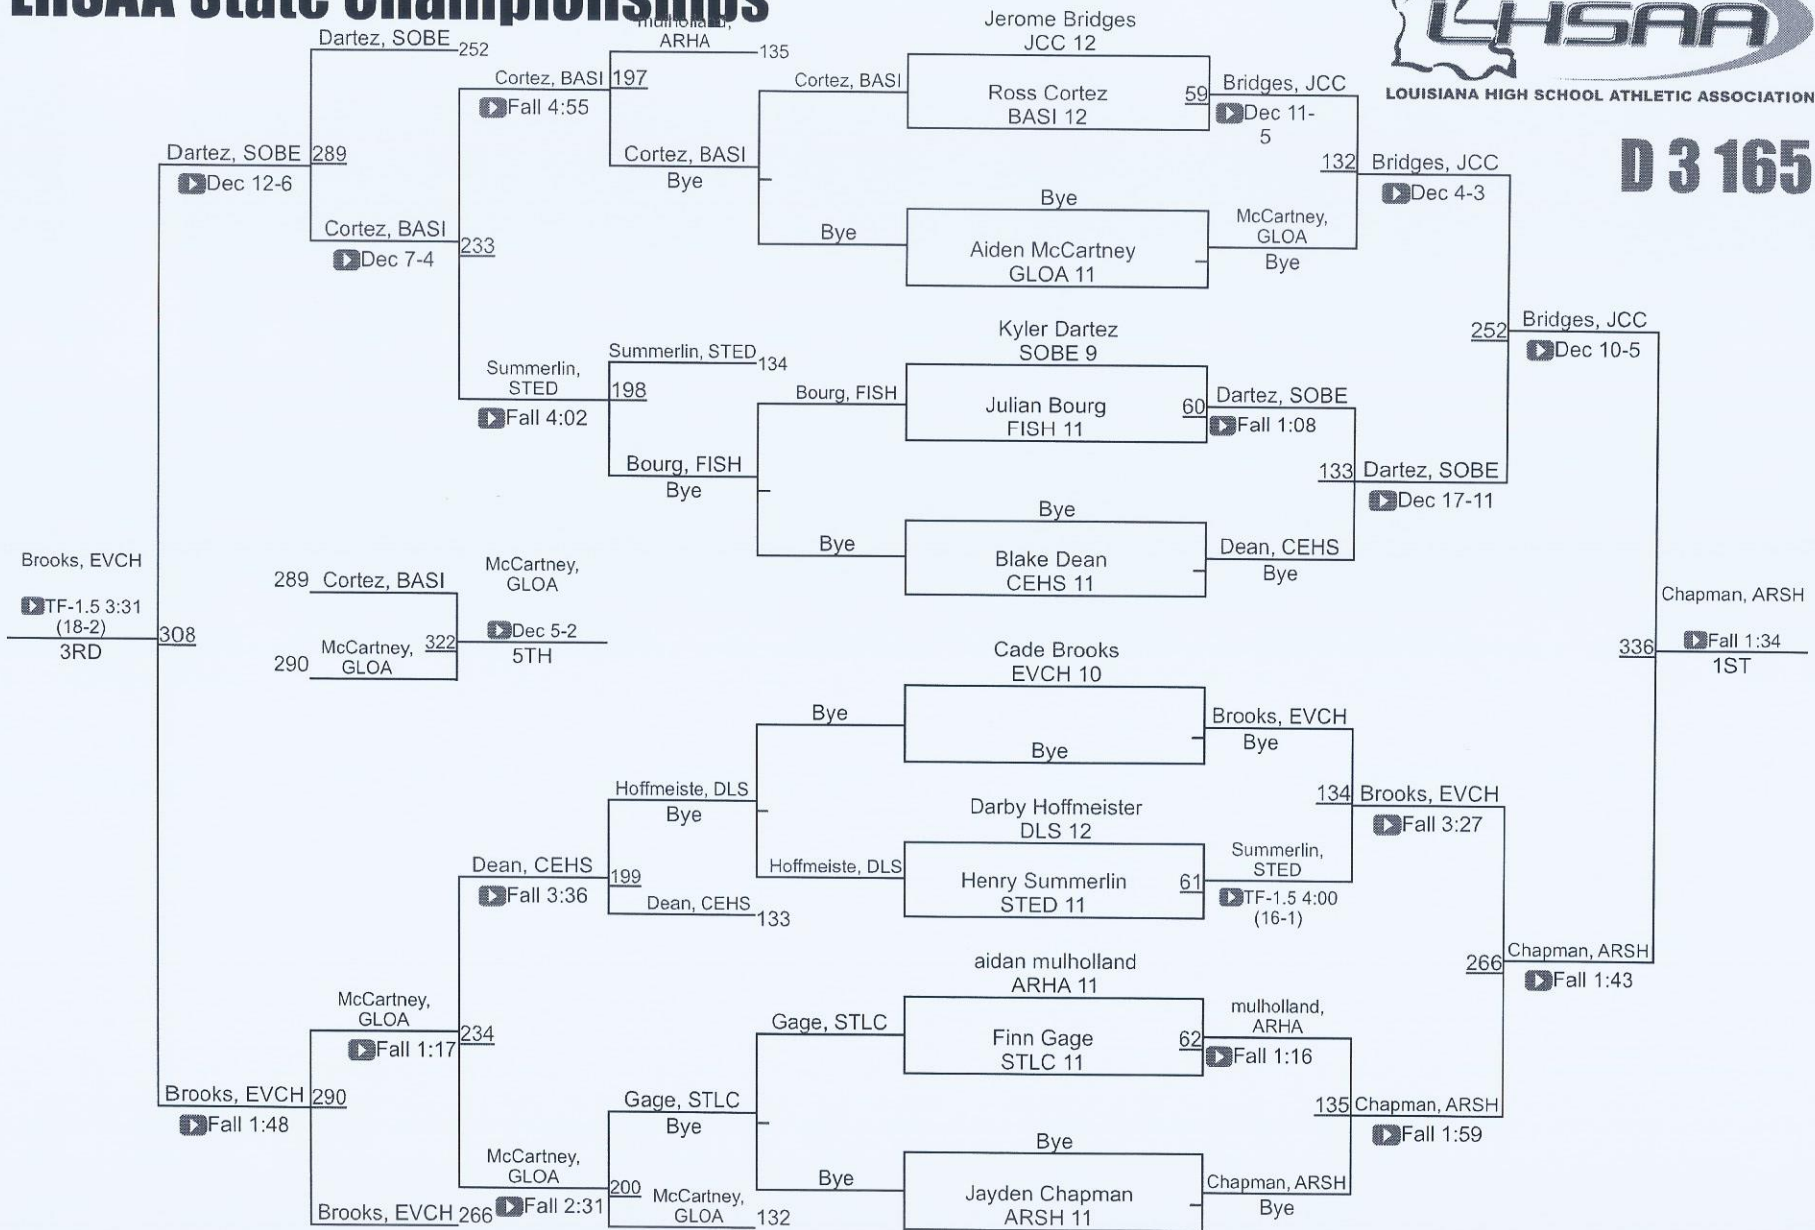 LHSAA State Championships
LHSAA
LOUISIANA HIGH SCHOOL ATHLETIC ASSOCIATION
D 3 165
Brooks, EVCH
TF-1.5 3:31
(18-2)
3RD
308
Dartez, SOBE
Dec 12-6
Brooks, EVCH
Fall 1:48
Dartez, SOBE 252
289
Cortez, BASI
Dec 7-4
289 Cortez, BASI
290 McCartney,
GLOA
322
McCartney,
GLOA
Dec 5-2
5TH
McCartney,
GLOA
Fall 1:17
290
Brooks, EVCH 266
Cortez, BASI
Fall 4:55
233
Summerlin,
STED
Fall 4:02
Dean, CEHS
Fall 3:36
234
McCartney,
GLOA
Fall 2:31
mulholland,
ARHA 135
197
Cortez, BASI
Bye
Summerlin, STED 134
198
Bourg, FISH
Bye
Hoffmeiste, DLS
Bye
199
Dean, CEHS 133
Gage, STLC
Bye
200
McCartney,
GLOA 132
Cortez, BASI
Bye
Bourg, FISH
Bye
Bye
Hoffmeiste, DLS
Gage, STLC
Bye
Jerome Bridges
JCC 12
Ross Cortez
BASI 12
59
Bye
Aiden McCartney
GLOA 11
Kyler Dartez
SOBE 9
Julian Bourg
FISH 11
60
Bye
Blake Dean
CEHS 11
Cade Brooks
EVCH 10
Bye
Darby Hoffmeister
DLS 12
Henry Summerlin
STED 11
61
aidan mulholland
ARHA 11
Finn Gage
STLC 11
62
Bye
Jayden Chapman
ARSH 11
Bridges, JCC
Dec 11-
5
132
McCartney,
GLOA
Bye
Dartez, SOBE
Fall 1:08
133
Dean, CEHS
Bye
Brooks, EVCH
Bye
134
Summerlin,
STED
TF-1.5 4:00
(16-1)
mulholland,
ARHA
Fall 1:16
135
Chapman, ARSH
Bye
Bridges, JCC
Dec 4-3
252
Dartez, SOBE
Dec 17-11
Brooks, EVCH
Fall 3:27
266
Chapman, ARSH
Fall 1:59
Bridges, JCC
Dec 10-5
336
Chapman, ARSH
Fall 1:43
Chapman, ARSH
Fall 1:34
1ST